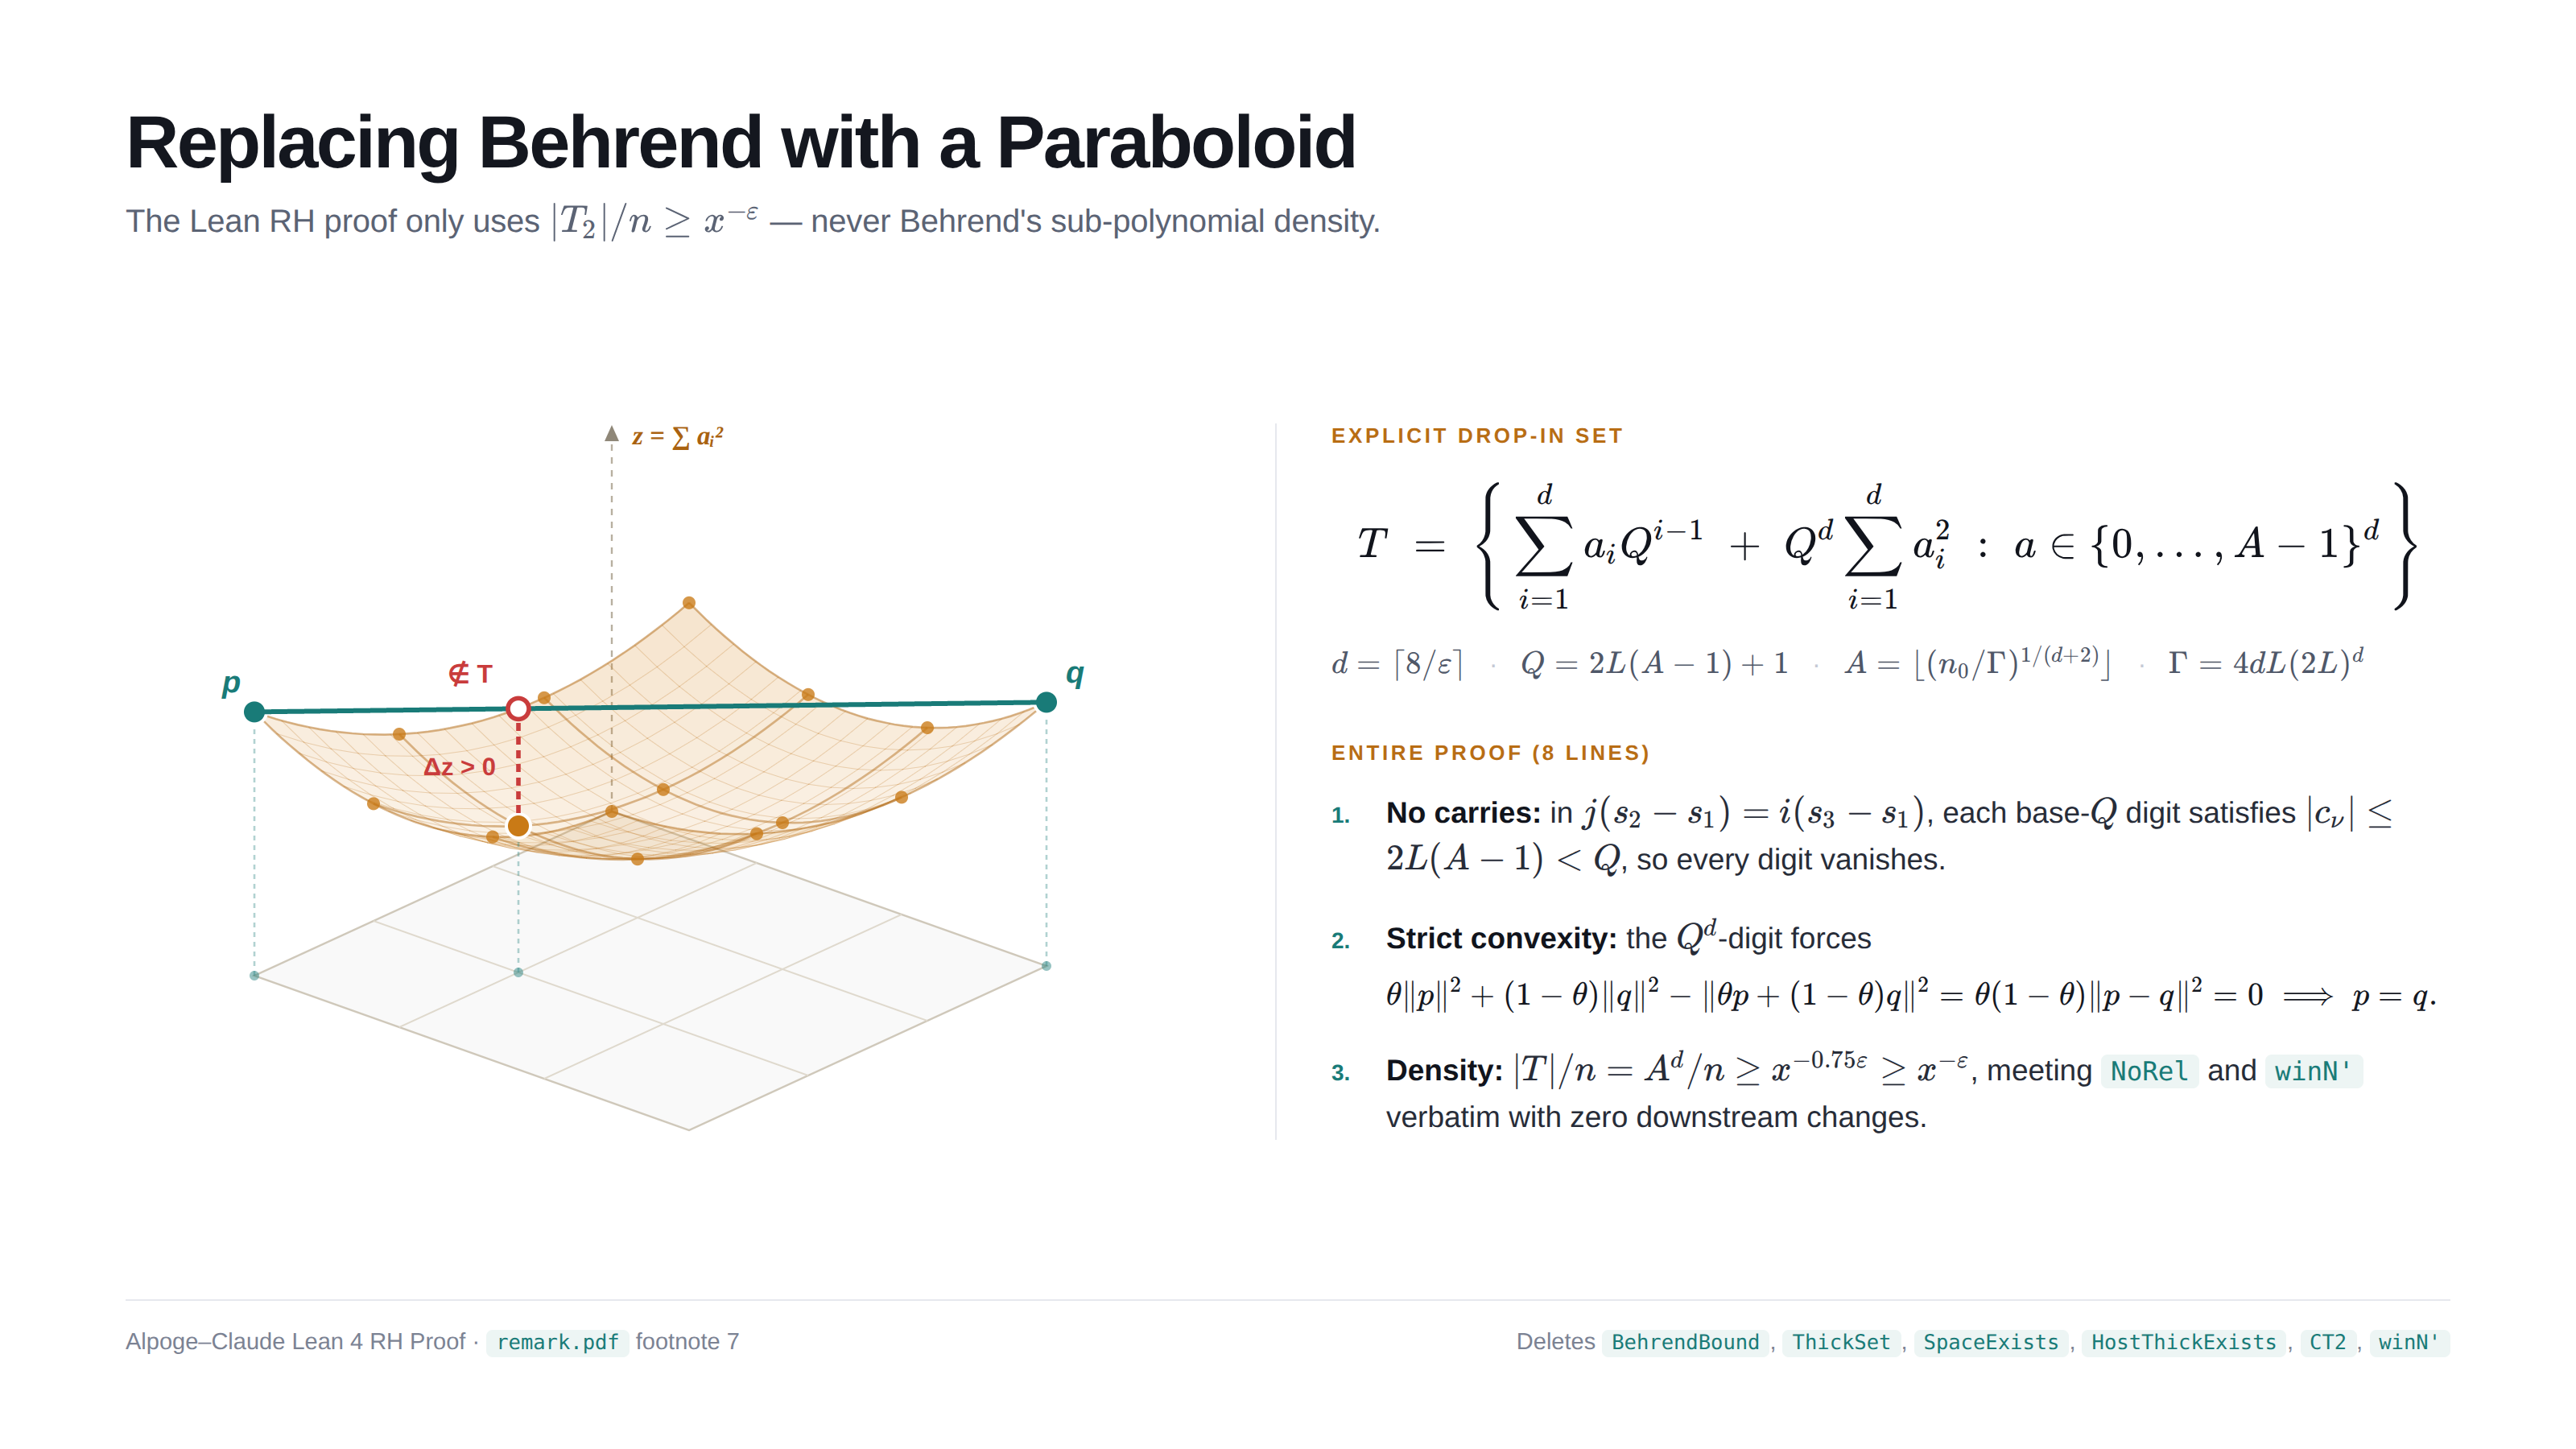 Replacing Behrend with a Paraboloid
The Lean RH proof only uses |T₂|/n ≥ x^{−ε} — never Behrend's sub-polynomial density.
z = ∑ aᵢ²
∉ T
p
q
Δz > 0
EXPLICIT DROP-IN SET
T = { ∑_{i=1}^{d} a_i Q^{i−1} + Q^d ∑_{i=1}^{d} a_i^2 : a ∈ {0, . . . , A − 1}^d }
d = ⌈8/ε⌉ · Q = 2L(A − 1) + 1 · A = ⌊(n₀/Γ)^{1/(d+2)}⌋ · Γ = 4dL(2L)^d
ENTIRE PROOF (8 LINES)
1. No carries: in j(s₂ − s₁) = i(s₃ − s₁), each base-Q digit satisfies |c_ν| ≤
2L(A − 1) < Q, so every digit vanishes.
2. Strict convexity: the Q^d-digit forces
θ‖p‖² + (1 − θ)‖q‖² − ‖θp + (1 − θ)q‖² = θ(1 − θ)‖p − q‖² = 0 ⟹ p = q.
3. Density: |T|/n = A^d/n ≥ x^{−0.75ε} ≥ x^{−ε}, meeting NoRel and winN'
verbatim with zero downstream changes.
Alpoge–Claude Lean 4 RH Proof · remark.pdf footnote 7
Deletes BehrendBound, ThickSet, SpaceExists, HostThickExists, CT2, winN'